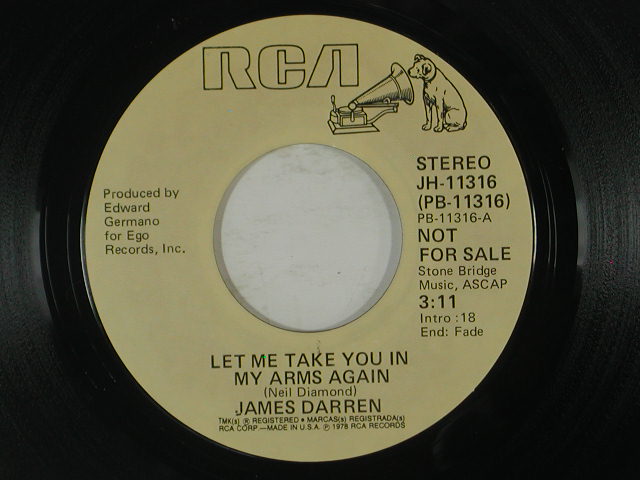 RCA
Produced by
Edward
Germano
for Ego
Records, Inc.
STEREO
JH-11316
(PB-11316)
PB-11316-A
NOT
FOR SALE
Stone Bridge
Music, ASCAP
3:11
Intro :18
End: Fade
LET ME TAKE YOU IN
MY ARMS AGAIN
(Neil Diamond)
JAMES DARREN
TMK(s) ® REGISTERED • MARCAS(s) REGISTRADA(s)
RCA CORP.—MADE IN U.S.A. ℗ 1978 RCA RECORDS